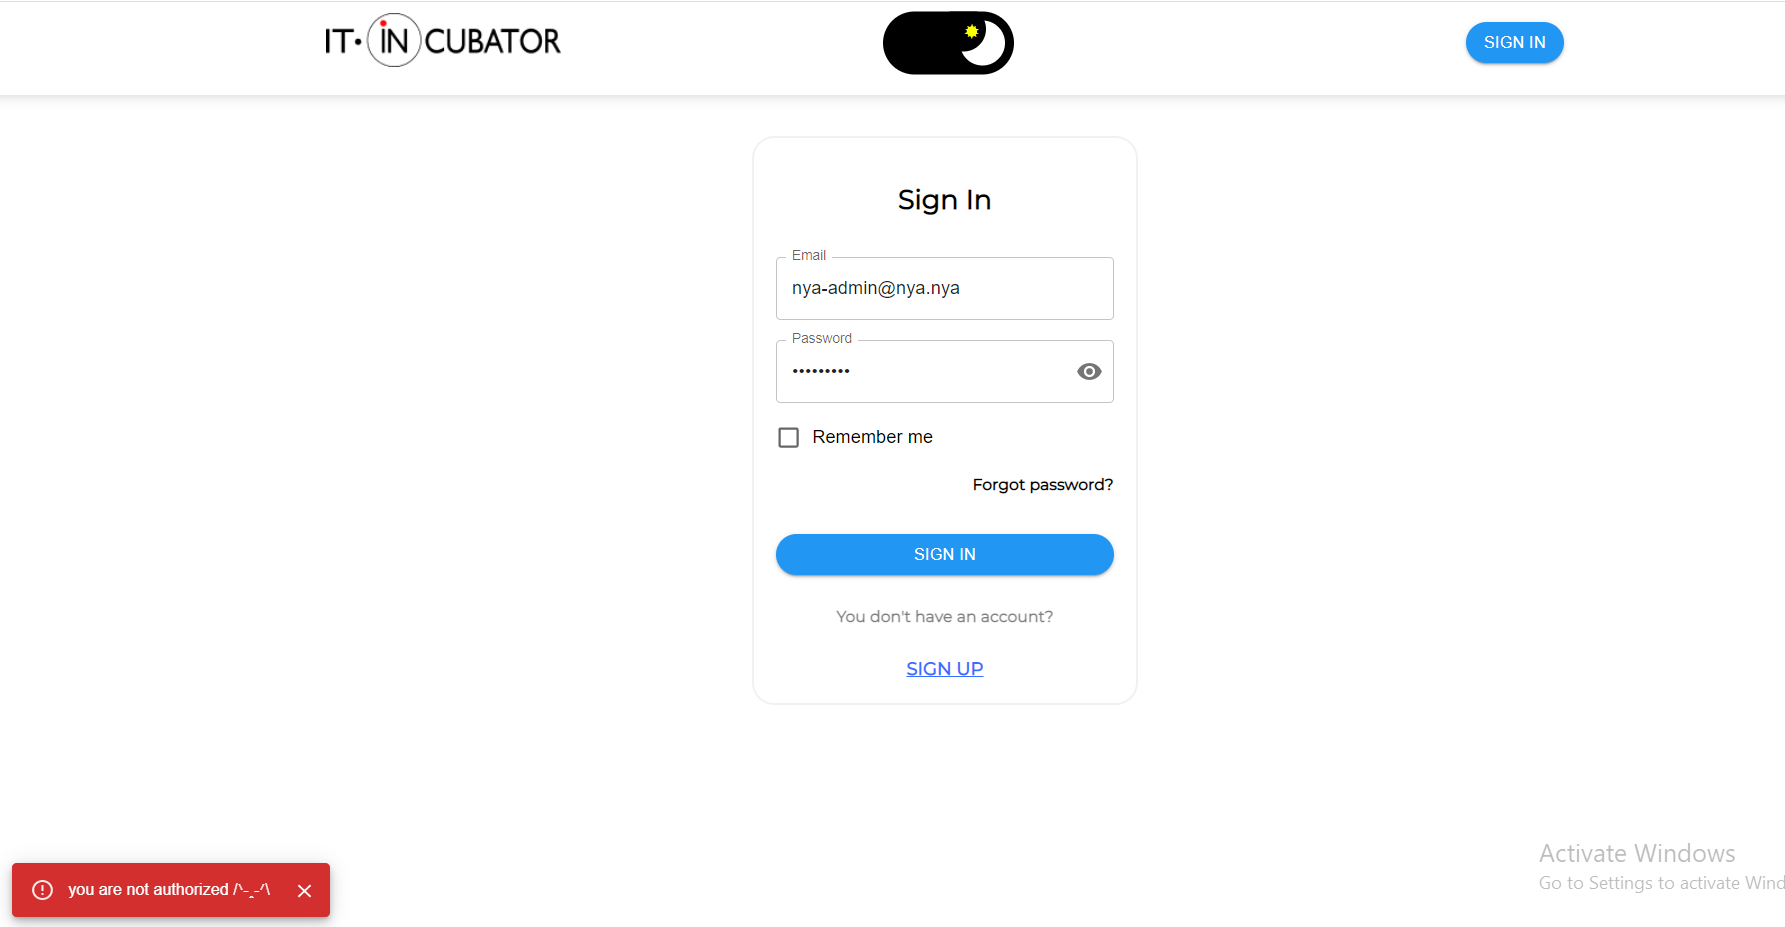 IT·INCUBATOR
SIGN IN
Sign In
Email
nya-admin@nya.nya
Password
•••••••••
Remember me
Forgot password?
SIGN IN
You don't have an account?
SIGN UP
you are not authorized /ᐠ-ꞈ-ᐟ\
Activate Windows
Go to Settings to activate Wind